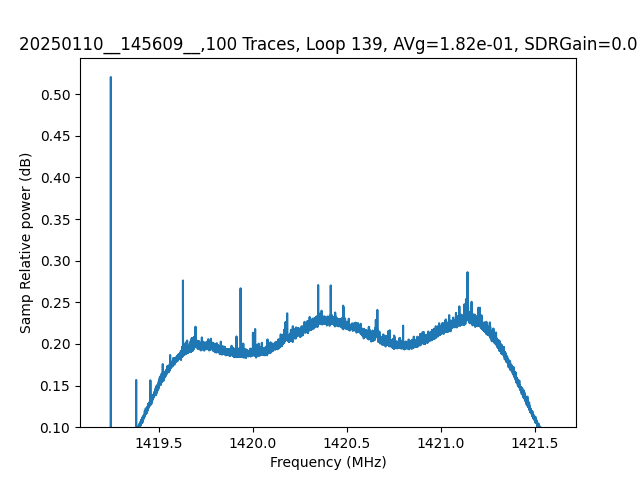 20250110__145609__,100 Traces, Loop 139, AVg=1.82e-01, SDRGain=0.0
0.50
0.45
0.40
0.35
0.30
0.25
0.20
0.15
0.10
Samp Relative power (dB)
1419.5 1420.0 1420.5 1421.0 1421.5
Frequency (MHz)